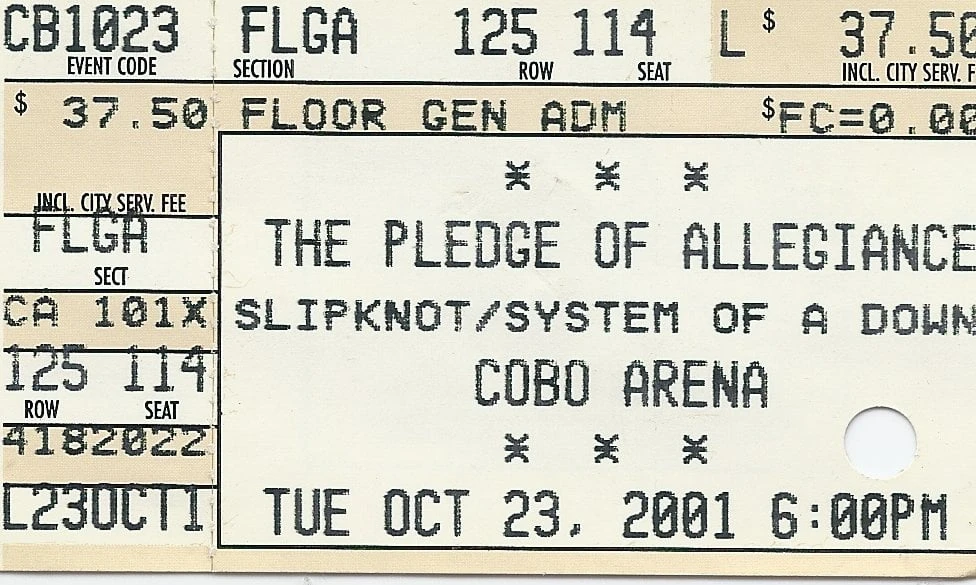 CB1023
EVENT CODE
$ 37.50
INCL. CITY SERV. FEE
FLGA
SECT
CA 101X
125 114
ROW SEAT
4182022
L23OCT1
FLGA 125 114 L $ 37.50
SECTION ROW SEAT INCL. CITY SERV. F
FLOOR GEN ADM $FC=0.00
* * *
THE PLEDGE OF ALLEGIANCE
SLIPKNOT/SYSTEM OF A DOWN
COBO ARENA
* * *
TUE OCT 23, 2001 6:00PM